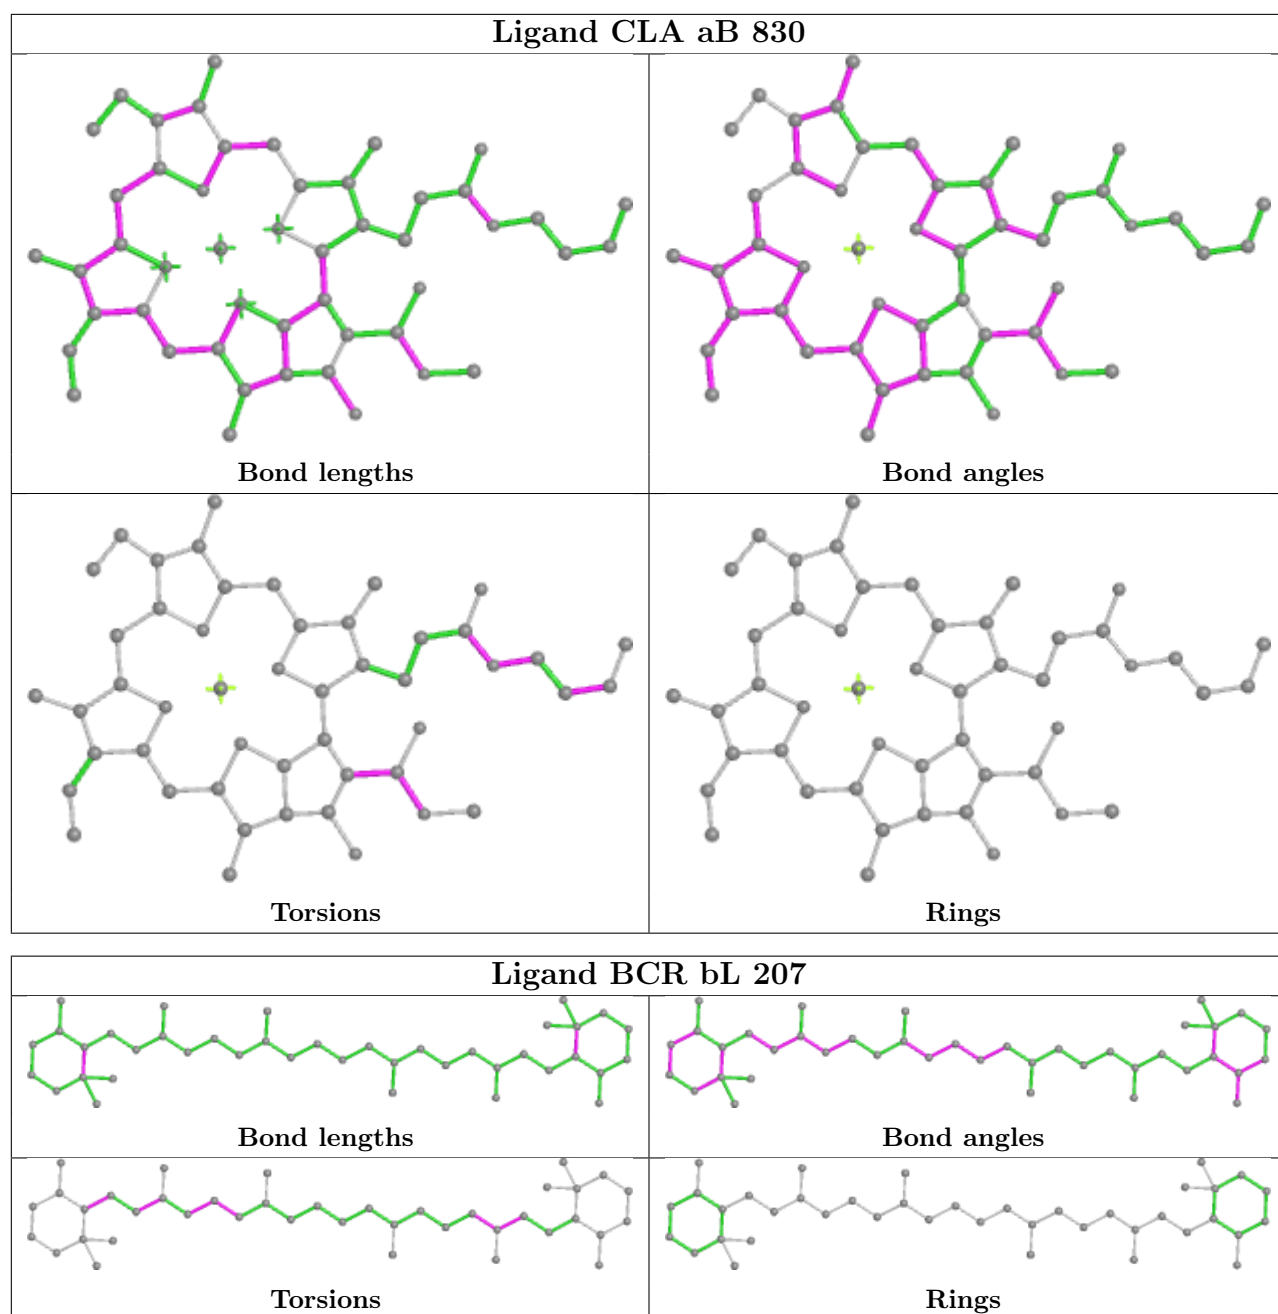 Ligand CLA aB 830
Bond lengths
Bond angles
Torsions
Rings
Ligand BCR bL 207
Bond lengths
Bond angles
Torsions
Rings